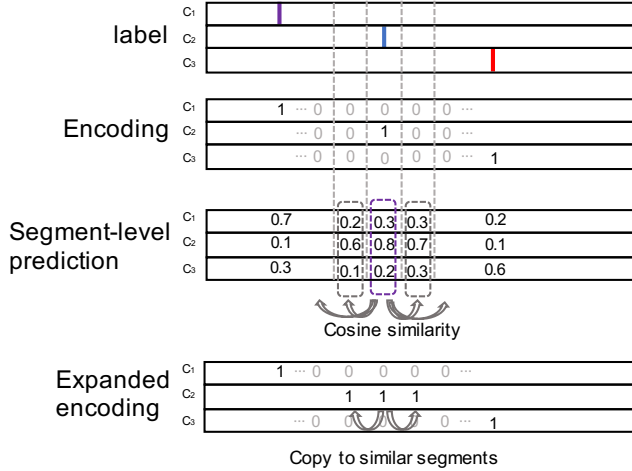 C1
label C2
C3
C1 1 ... 0 0 0 0 0 ...
Encoding C2 ... 0 0 1 0 0 ...
C3 ... 0 0 0 0 0 ... 1
C1 0.7 0.2 0.3 0.3 0.2
Segment-level C2 0.1 0.6 0.8 0.7 0.1
prediction C3 0.3 0.1 0.2 0.3 0.6
Cosine similarity
C1 1 ... 0 0 0 0 0 ...
Expanded
encoding C2 1 1 1
C3 ... 0 0 0 0 0 ... 1
Copy to similar segments